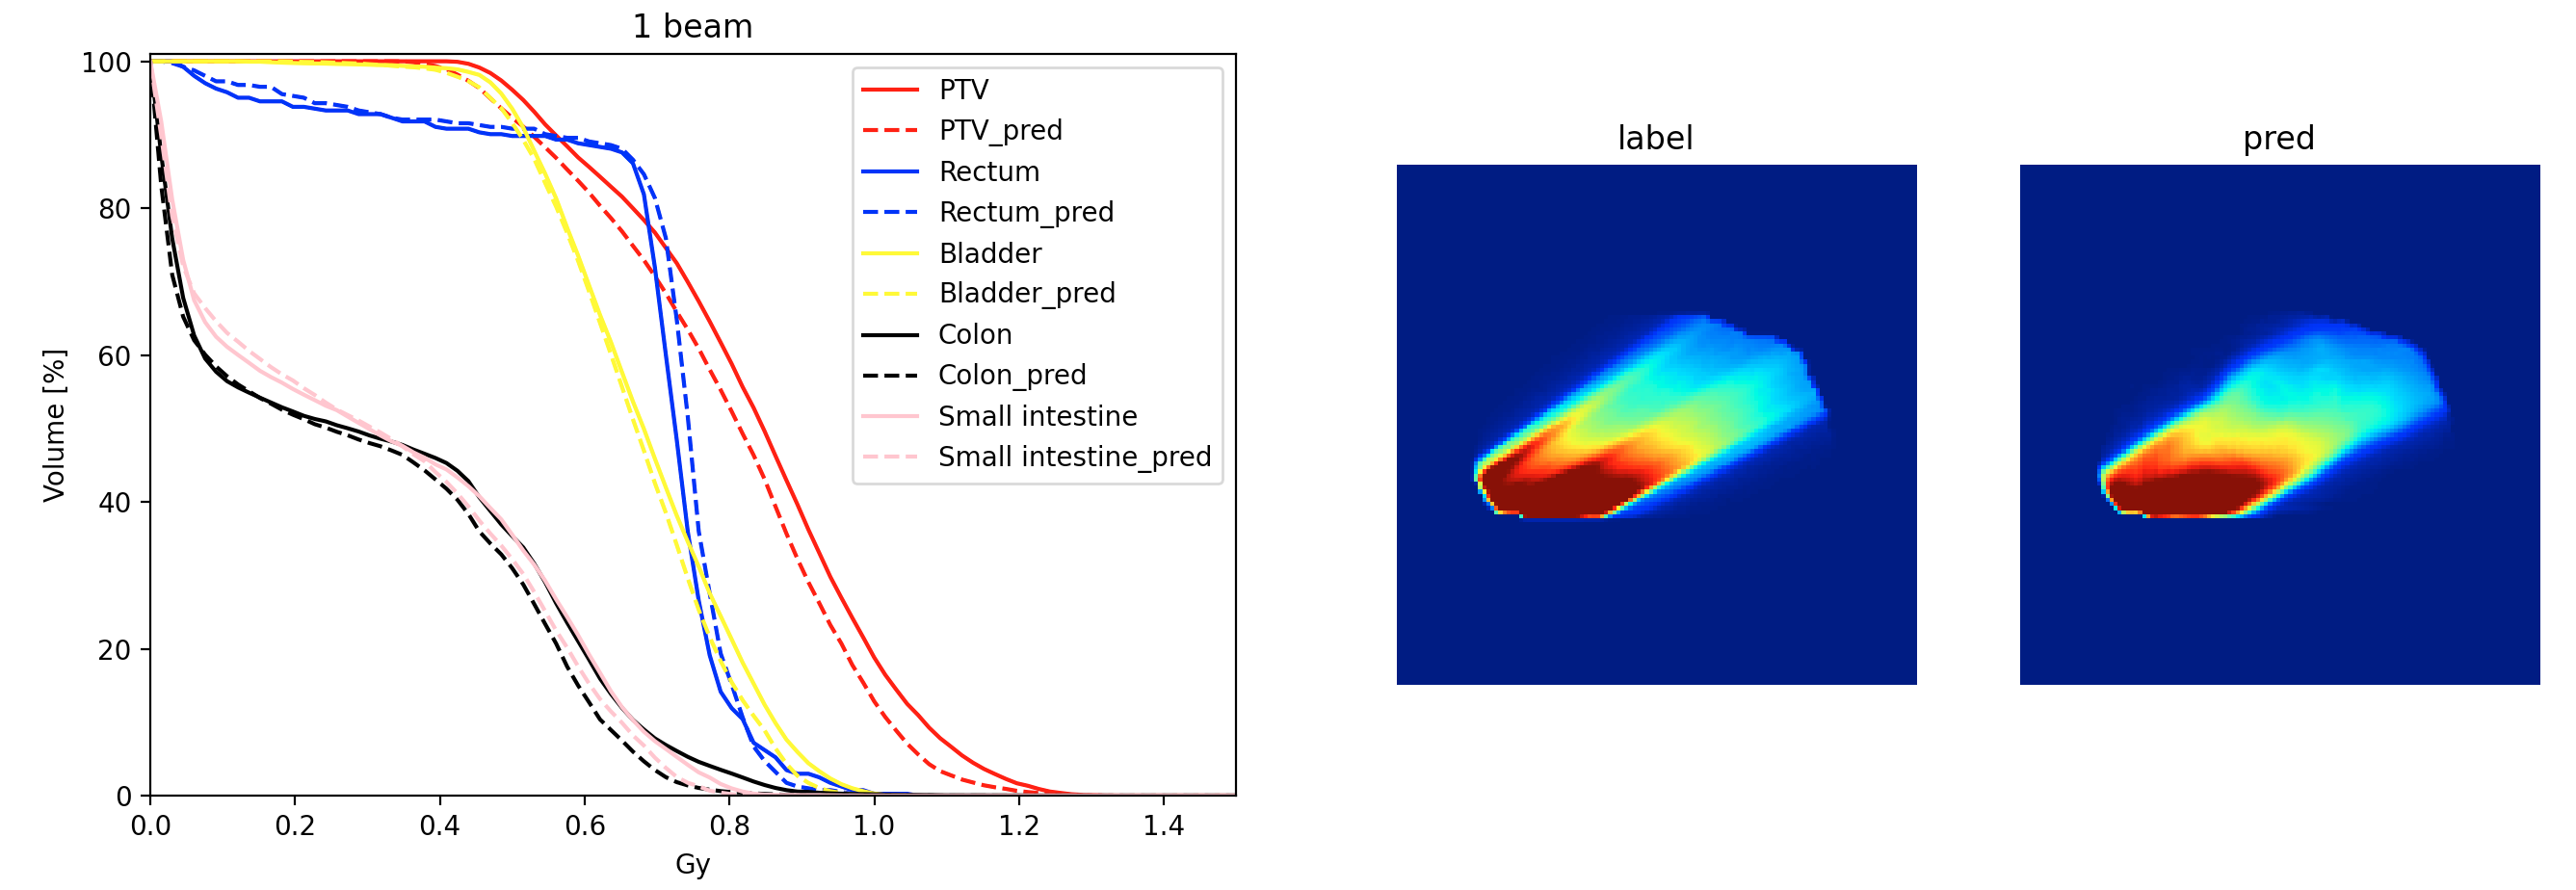 1 beam
100
80
60
40
20
0
Volume [%]
0.0 0.2 0.4 0.6 0.8 1.0 1.2 1.4
Gy
PTV
PTV_pred
Rectum
Rectum_pred
Bladder
Bladder_pred
Colon
Colon_pred
Small intestine
Small intestine_pred
label
pred